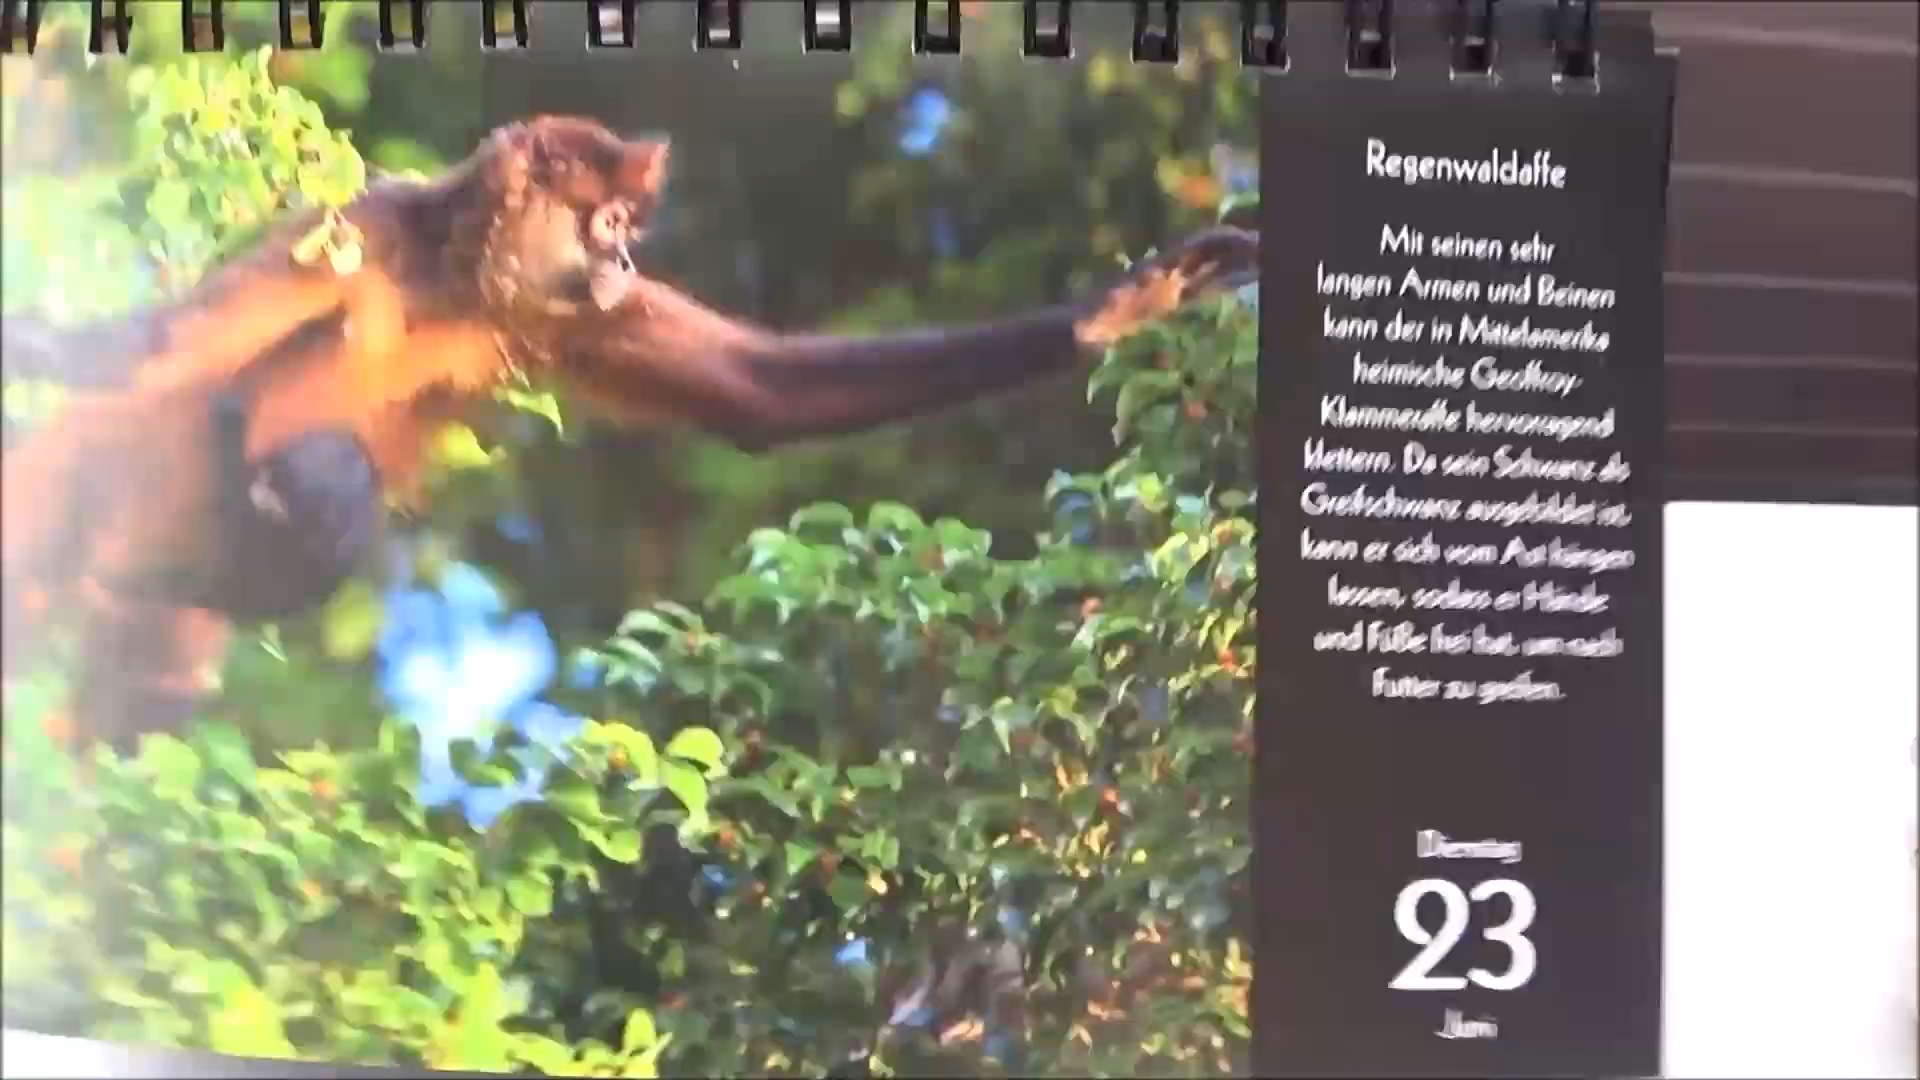 Regenwaldaffe
Mit seinen sehr
langen Armen und Beinen
kann der in Mittelamerika
heimische Geoffroy-
Klammeraffe hervorragend
klettern. Da sein Schwanz als
Greifschwanz ausgebildet ist,
kann er sich vom Ast hängen
lassen, sodass er Hände
und Füße frei hat, um nach
Futter zu greifen.
Dienstag
23
Juni